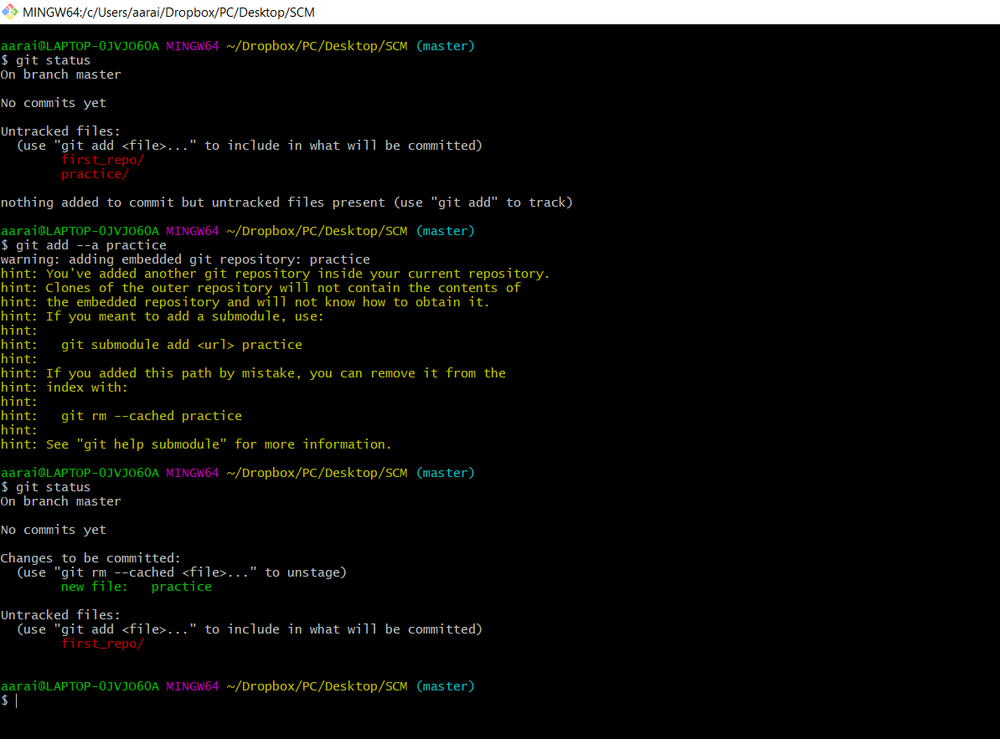 MINGW64:/c/Users/aarai/Dropbox/PC/Desktop/SCM
aarai@LAPTOP-0JVJO60A MINGW64 ~/Dropbox/PC/Desktop/SCM (master)
$ git status
On branch master
No commits yet
Untracked files:
  (use "git add <file>..." to include in what will be committed)
        first_repo/
        practice/
nothing added to commit but untracked files present (use "git add" to track)
aarai@LAPTOP-0JVJO60A MINGW64 ~/Dropbox/PC/Desktop/SCM (master)
$ git add --a practice
warning: adding embedded git repository: practice
hint: You've added another git repository inside your current repository.
hint: Clones of the outer repository will not contain the contents of
hint: the embedded repository and will not know how to obtain it.
hint: If you meant to add a submodule, use:
hint:
hint:   git submodule add <url> practice
hint:
hint: If you added this path by mistake, you can remove it from the
hint: index with:
hint:
hint:   git rm --cached practice
hint:
hint: See "git help submodule" for more information.
aarai@LAPTOP-0JVJO60A MINGW64 ~/Dropbox/PC/Desktop/SCM (master)
$ git status
On branch master
No commits yet
Changes to be committed:
  (use "git rm --cached <file>..." to unstage)
        new file:   practice
Untracked files:
  (use "git add <file>..." to include in what will be committed)
        first_repo/
aarai@LAPTOP-0JVJO60A MINGW64 ~/Dropbox/PC/Desktop/SCM (master)
$